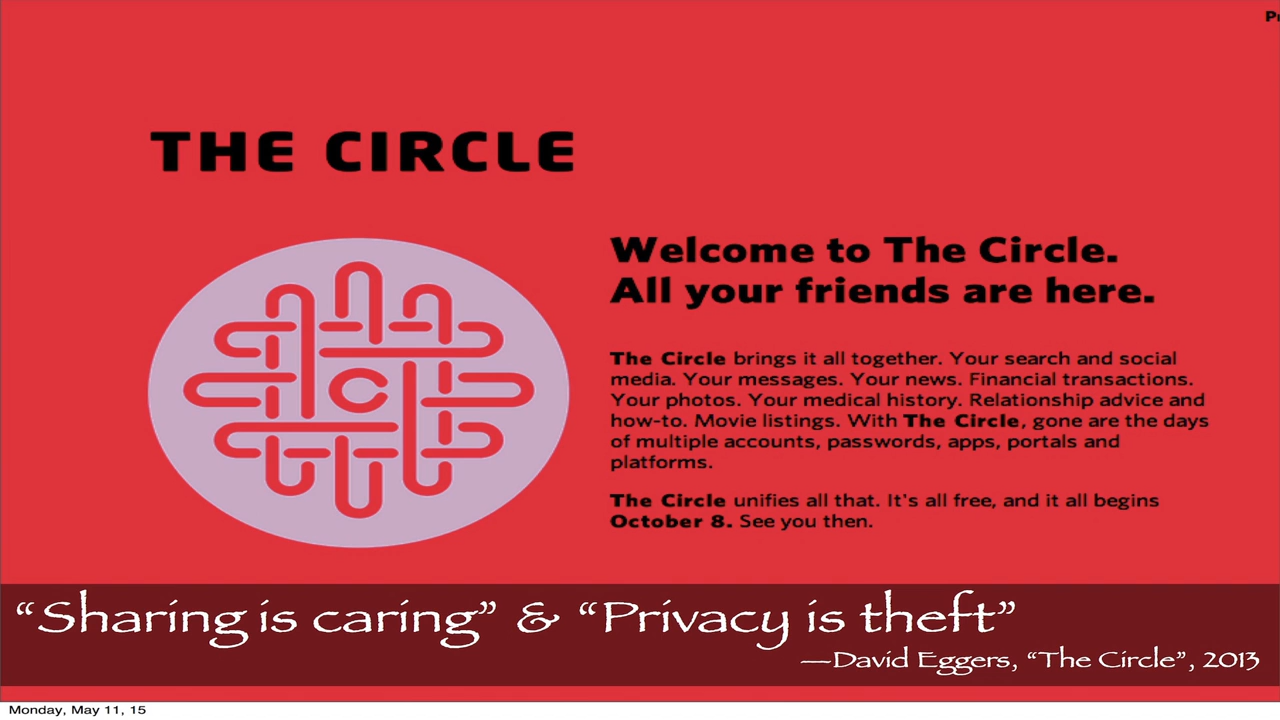 Pr
THE CIRCLE
Welcome to The Circle.
All your friends are here.
The Circle brings it all together. Your search and social
media. Your messages. Your news. Financial transactions.
Your photos. Your medical history. Relationship advice and
how-to. Movie listings. With The Circle, gone are the days
of multiple accounts, passwords, apps, portals and
platforms.
The Circle unifies all that. It's all free, and it all begins
October 8. See you then.
C
“Sharing is caring” & “Privacy is theft”
—David Eggers, “The Circle”, 2013
Monday, May 11, 15